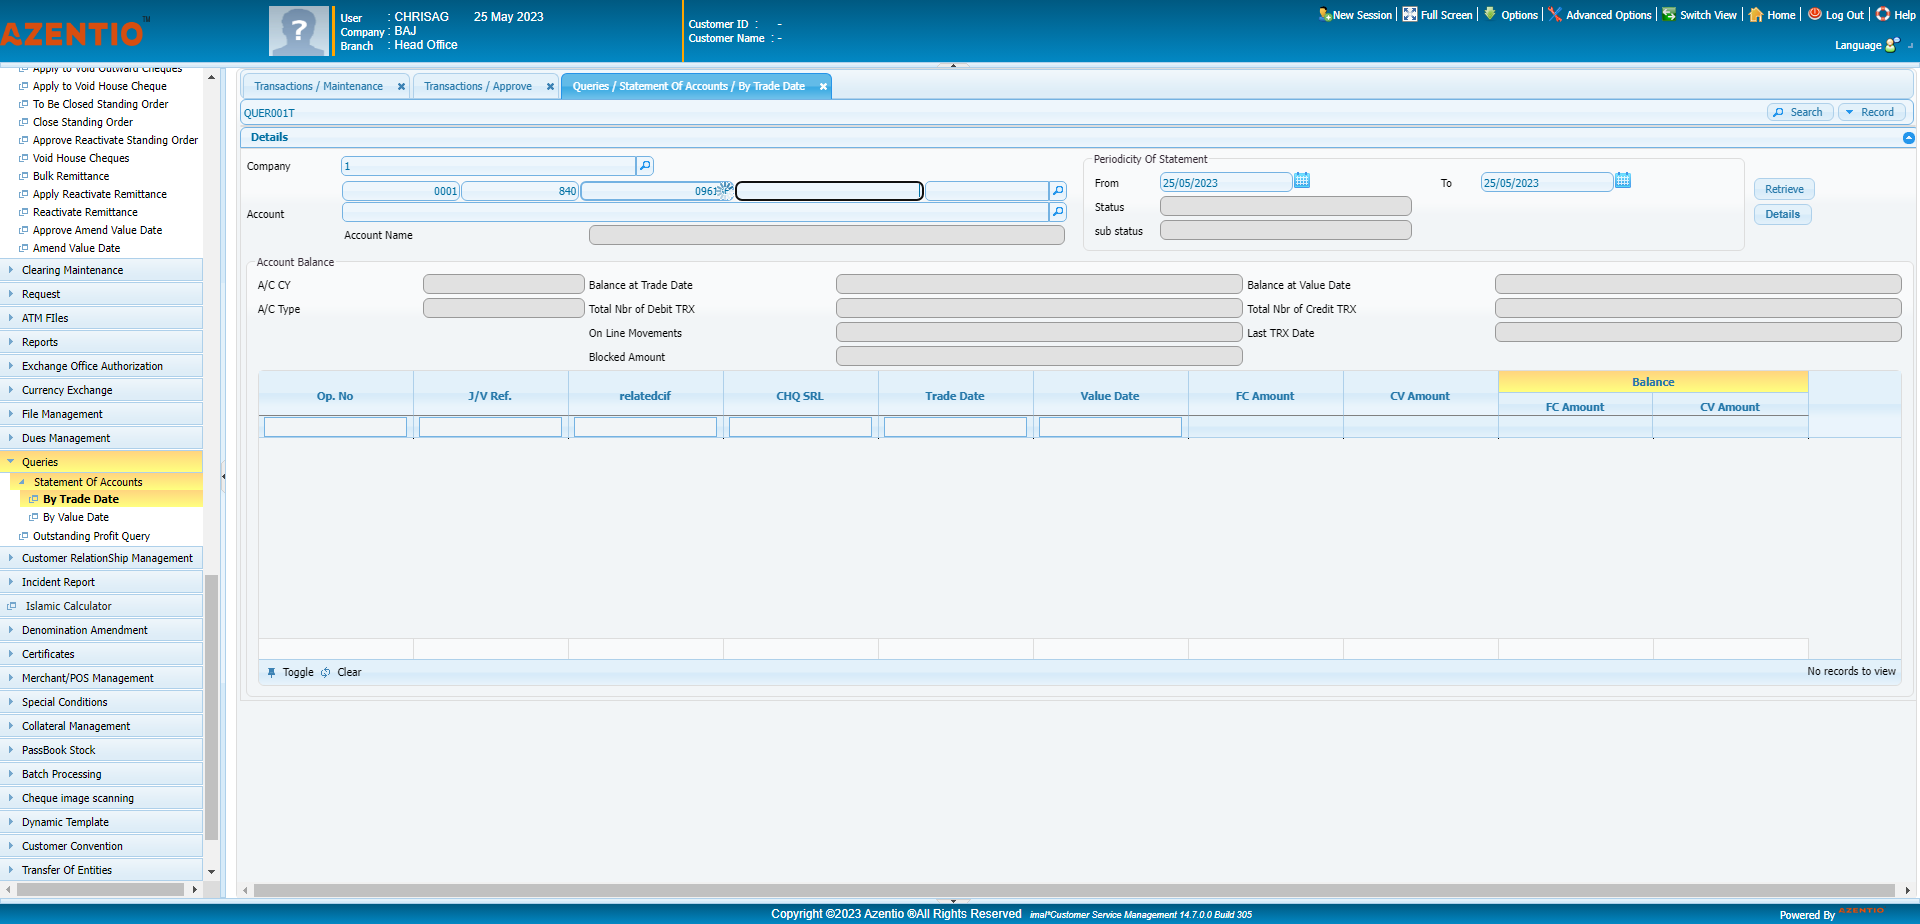 AZENTIO™
User : CHRISAG 25 May 2023
Company : BAJ
Branch : Head Office
Customer ID : -
Customer Name : -
New Session Full Screen Options Advanced Options Switch View Home Log Out Help
Language
Apply to Void Outward Cheques
Apply to Void House Cheque
To Be Closed Standing Order
Close Standing Order
Approve Reactivate Standing Order
Void House Cheques
Bulk Remittance
Apply Reactivate Remittance
Reactivate Remittance
Approve Amend Value Date
Amend Value Date
Clearing Maintenance
Request
ATM FIles
Reports
Exchange Office Authorization
Currency Exchange
File Management
Dues Management
Queries
Statement Of Accounts
By Trade Date
By Value Date
Outstanding Profit Query
Customer RelationShip Management
Incident Report
Islamic Calculator
Denomination Amendment
Certificates
Merchant/POS Management
Special Conditions
Collateral Management
PassBook Stock
Batch Processing
Cheque image scanning
Dynamic Template
Customer Convention
Transfer Of Entities
Transactions / Maintenance Transactions / Approve Queries / Statement Of Accounts / By Trade Date
QUER001T Search Record
Details
Company 1
0001 840 0961
Account
Account Name
Periodicity Of Statement
From 25/05/2023 To 25/05/2023
Status
sub status
Retrieve
Details
Account Balance
A/C CY Balance at Trade Date Balance at Value Date
A/C Type Total Nbr of Debit TRX Total Nbr of Credit TRX
On Line Movements Last TRX Date
Blocked Amount
Op. No J/V Ref. relatedcif CHQ SRL Trade Date Value Date FC Amount CV Amount Balance
FC Amount CV Amount
Toggle Clear No records to view
Copyright ©2023 Azentio ®All Rights Reserved imal®Customer Service Management 14.7.0.0 Build 305
Powered By AZENTIO